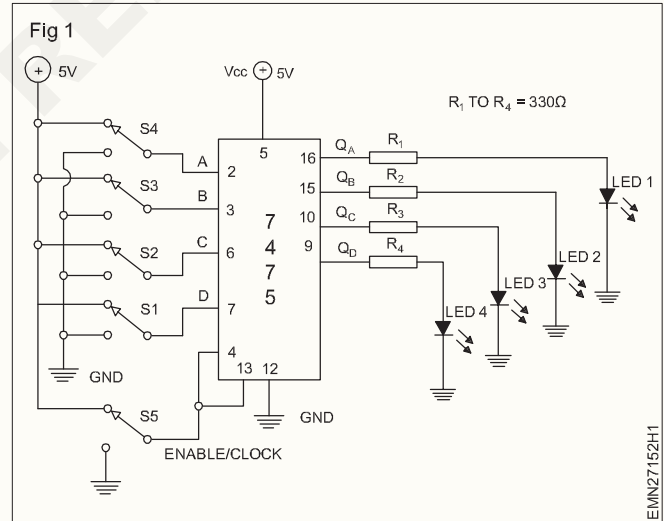 Fig 1
+ 5V
Vcc + 5V
R1 TO R4 = 330Ω
S4
A
2
S3
B
3
S2
C
6
S1
D
7
4
13
12
5
7
4
7
5
16
QA
R1
LED 1
15
QB
R2
LED 2
10
QC
R3
LED 3
9
QD
R4
LED 4
GND
GND
S5
ENABLE/CLOCK
EMN27152H1